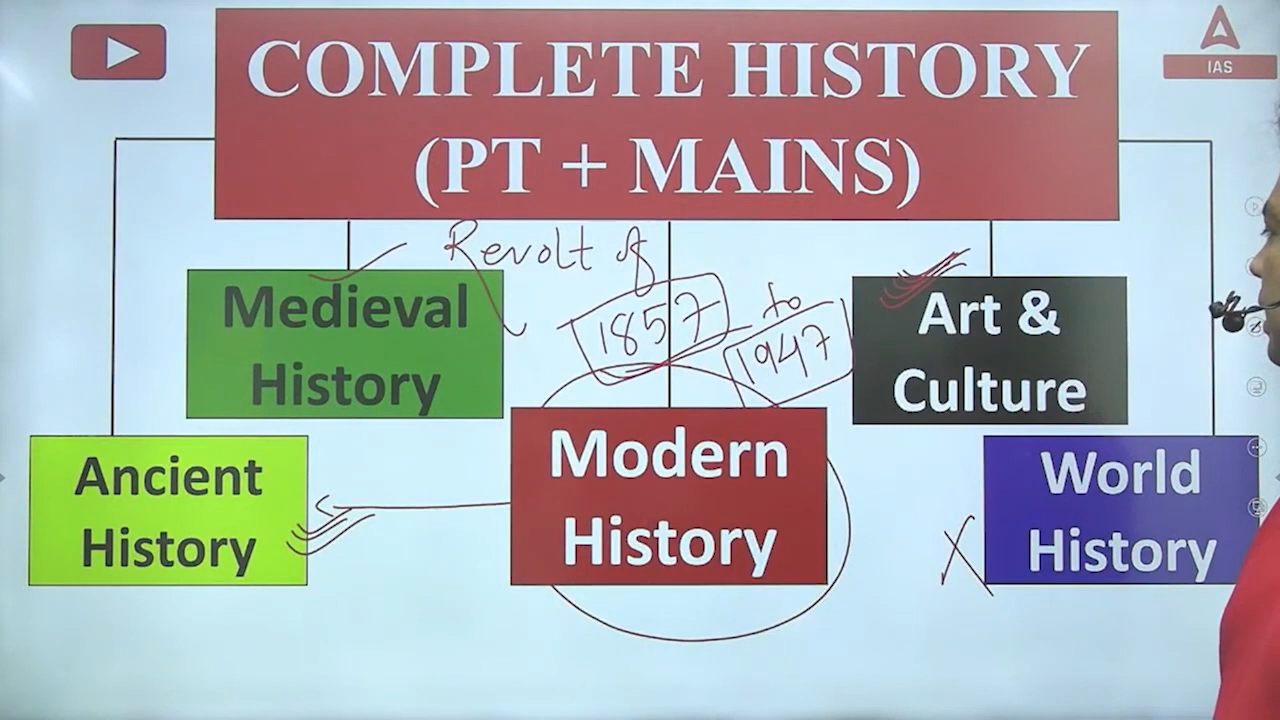 COMPLETE HISTORY
(PT + MAINS)
IAS
Revolt of
1857 to
1947
Medieval
History
Art &
Culture
Ancient
History
Modern
History
World
History